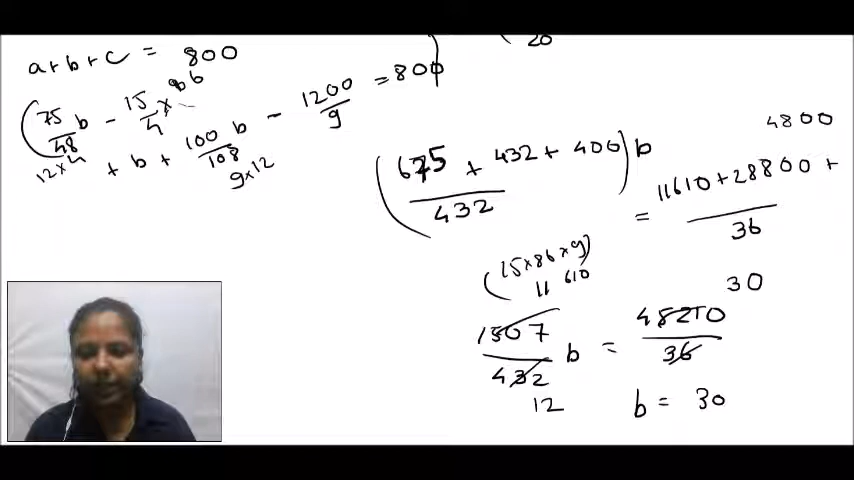 a+b+c = 800
(75/48 b - 15/4 × 86
12×4
+ b + 100/108 b - 1200/9 = 800
9×12
20
4800
(675 + 432 + 400)/432 b
= 11610 + 28800 +/36
(15×86×9)
11610
30
1507/432 b = 48210/36
12
b = 30